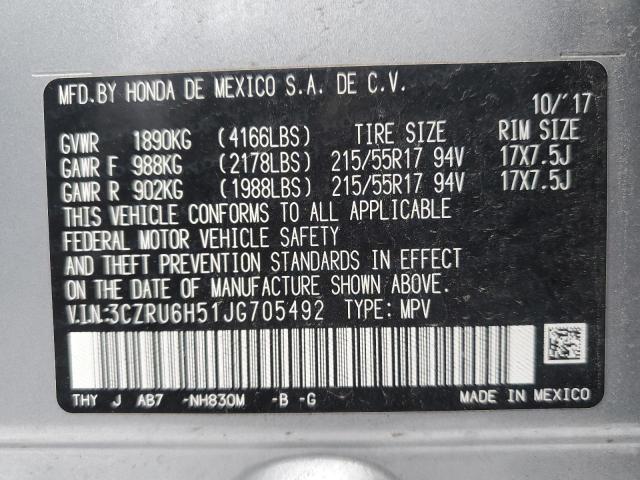 MFD.BY HONDA DE MEXICO S.A. DE C.V.
10/'17
GVWR 1890KG (4166LBS) TIRE SIZE RIM SIZE
GAWR F 988KG (2178LBS) 215/55R17 94V 17X7.5J
GAWR R 902KG (1988LBS) 215/55R17 94V 17X7.5J
THIS VEHICLE CONFORMS TO ALL APPLICABLE
FEDERAL MOTOR VEHICLE SAFETY
AND THEFT PREVENTION STANDARDS IN EFFECT
ON THE DATE OF MANUFACTURE SHOWN ABOVE.
V.I.N:3CZRU6H51JG705492 TYPE: MPV
THY J AB7 -NH830M -B -G MADE IN MEXICO